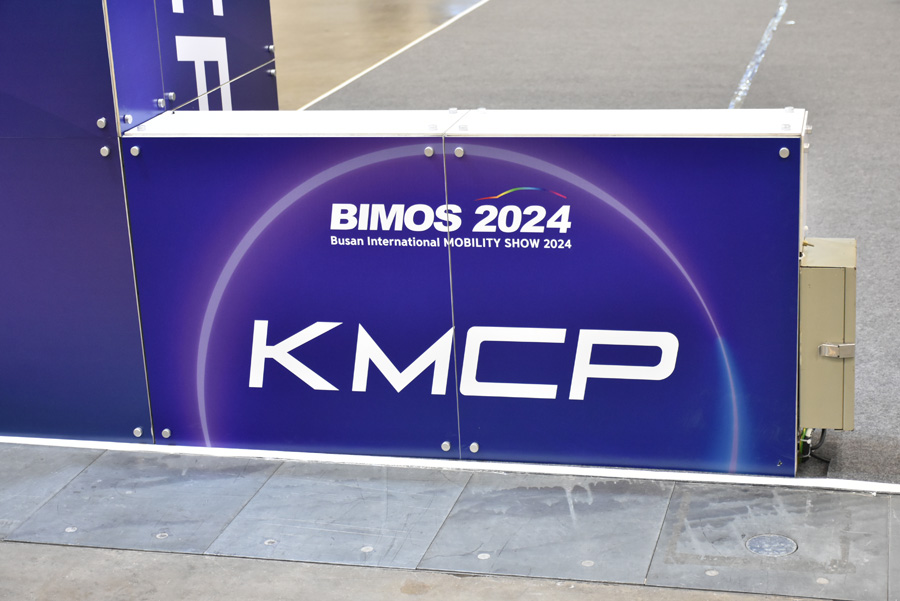 BIMOS 2024
Busan International MOBILITY SHOW 2024
KMCP